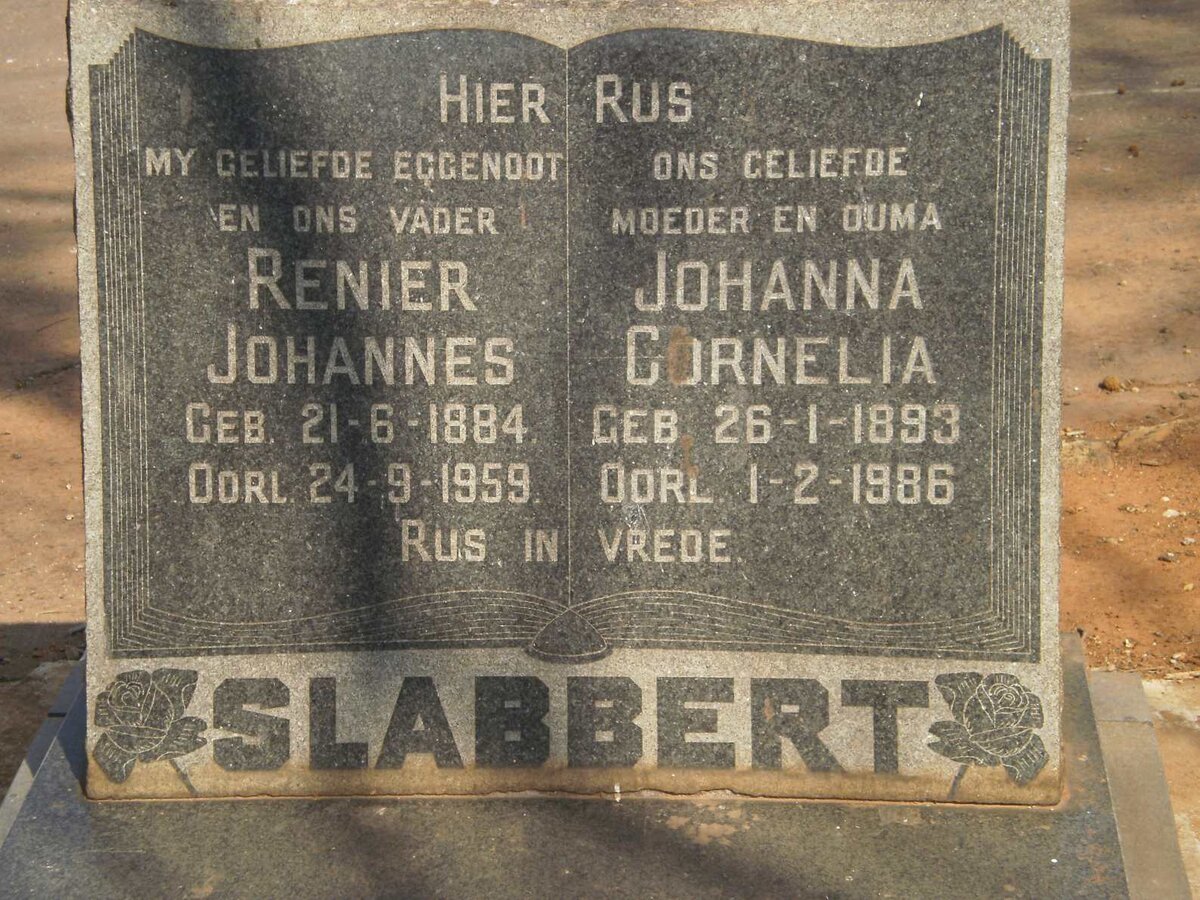 HIER RUS
MY GELIEFDE EGGENOOT
EN ONS VADER
RENIER
JOHANNES
GEB. 21-6-1884.
OORL. 24-9-1959.
ONS GELIEFDE
MOEDER EN OUMA
JOHANNA
CORNELIA
GEB. 26-1-1893
OORL. 1-2-1986
RUS IN VREDE.
SLABBERT